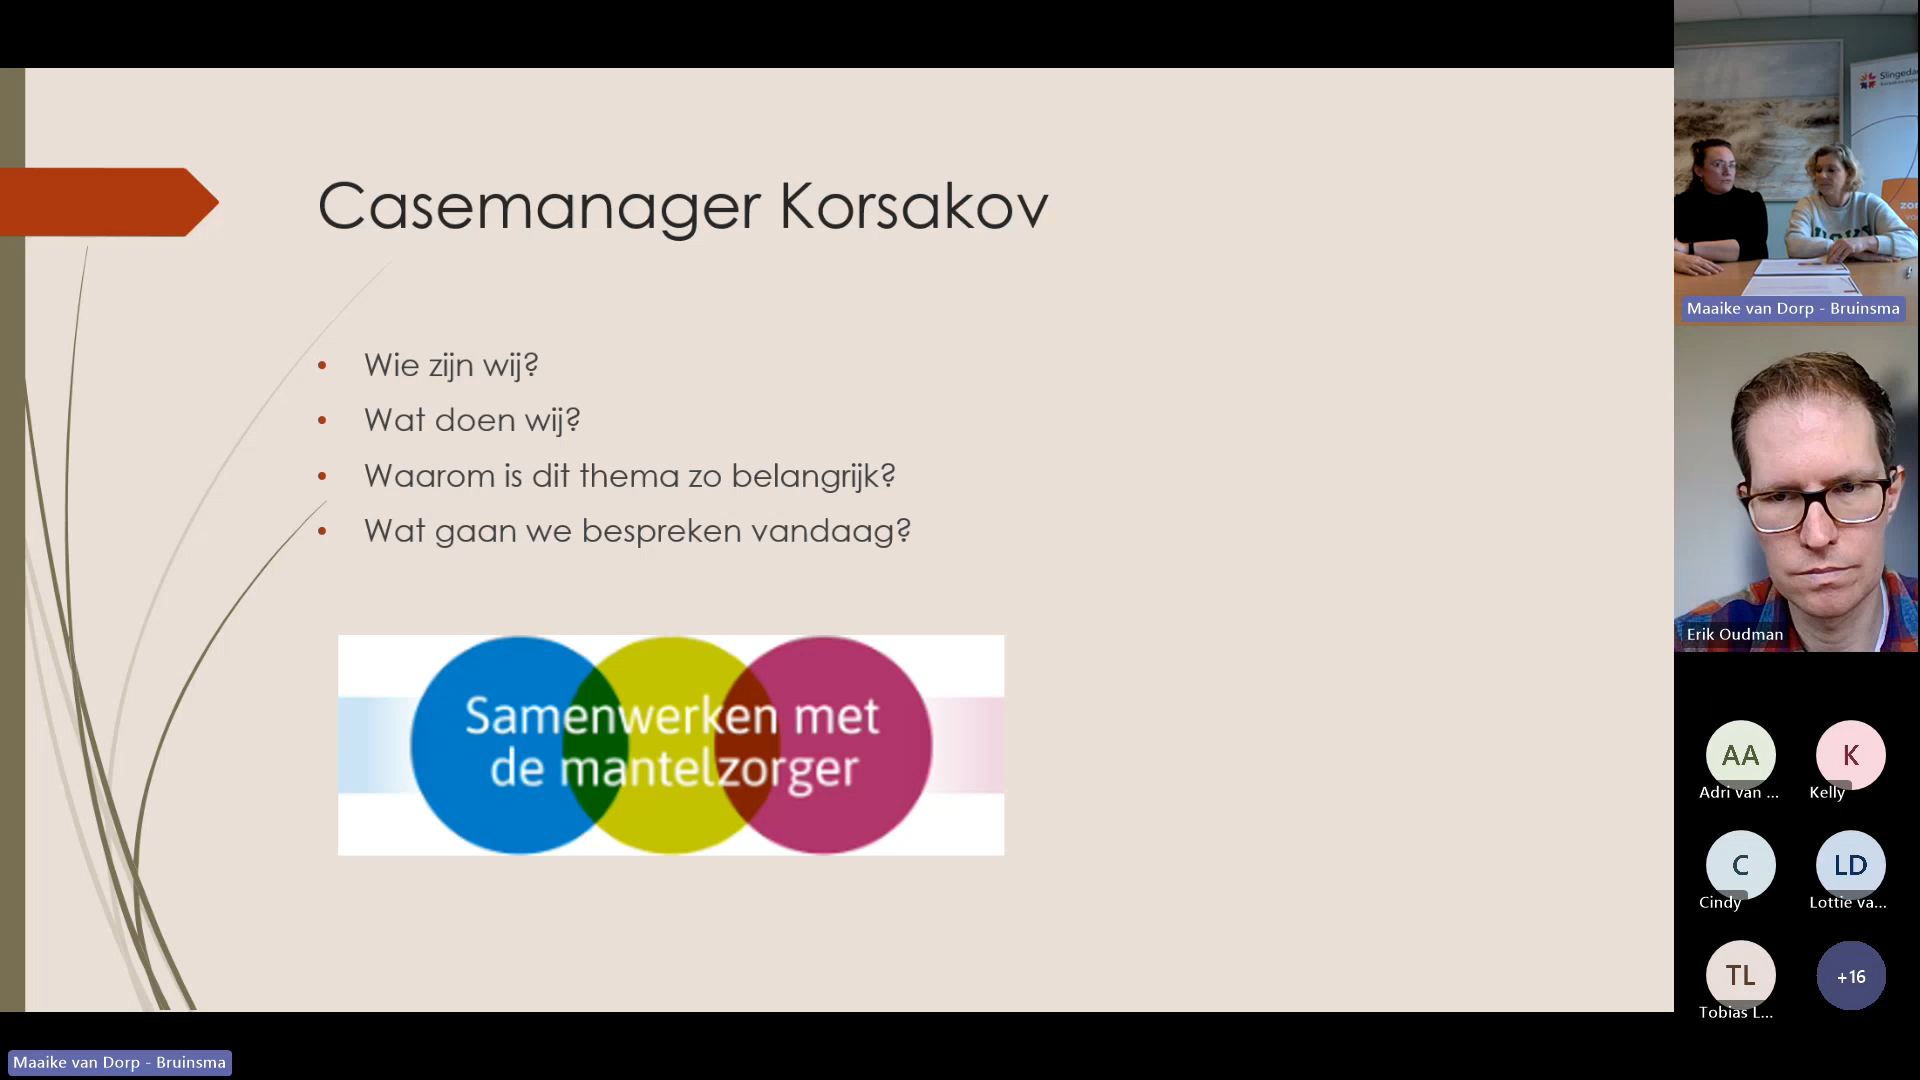 Casemanager Korsakov
• Wie zijn wij?
• Wat doen wij?
• Waarom is dit thema zo belangrijk?
• Wat gaan we bespreken vandaag?
Samenwerken met
de mantelzorger
Maaike van Dorp - Bruinsma
Maaike van Dorp - Bruinsma
Erik Oudman
AA
Adri van ...
K
Kelly
C
Cindy
LD
Lottie va...
TL
Tobias L...
+16